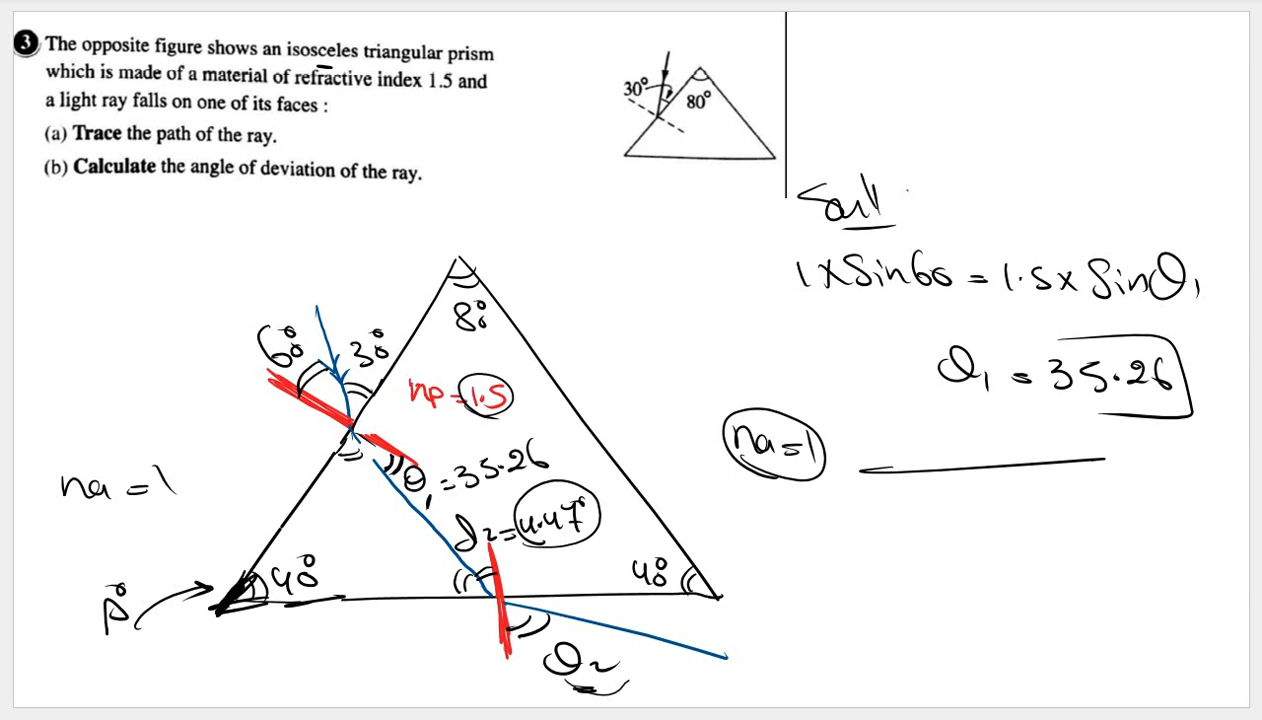 3 The opposite figure shows an isosceles triangular prism
which is made of a material of refractive index 1.5 and
a light ray falls on one of its faces :
(a) Trace the path of the ray.
(b) Calculate the angle of deviation of the ray.
30°
80°
1×Sin60 = 1.5× Sinθ₁
θ₁ = 35.26
na=1
60°
30°
80°
np=1.5
θ₁=35.26
na=1
4.47°
40°
40°
θ₂